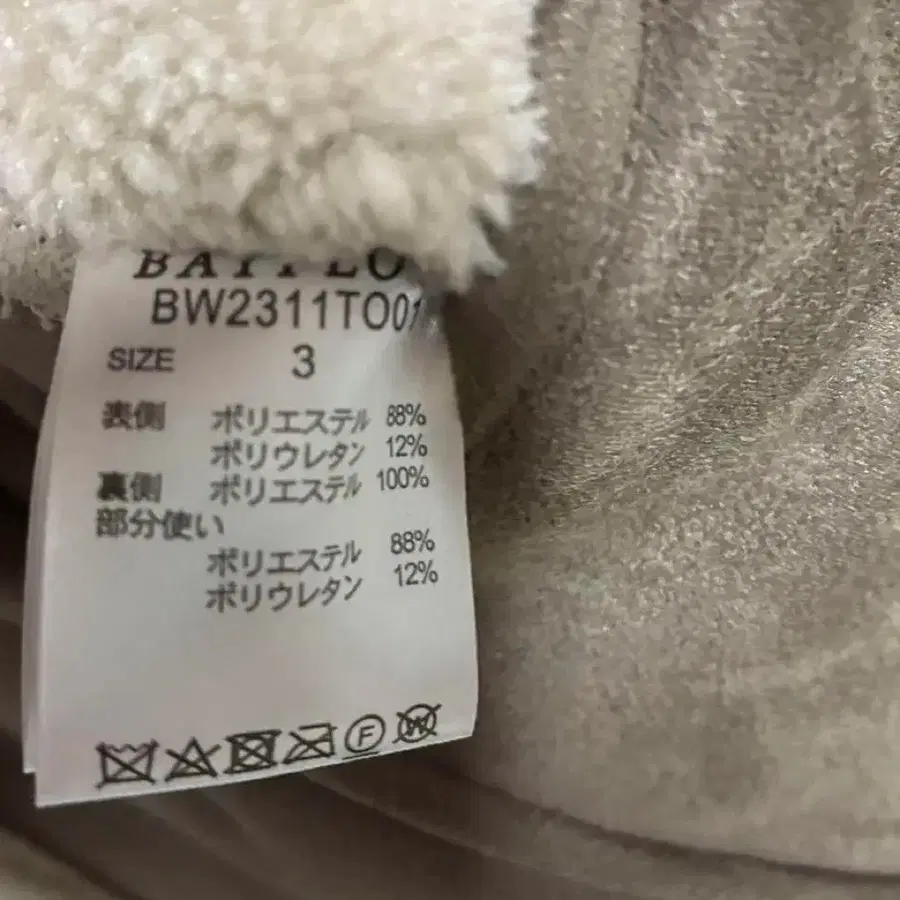 BAYFLOW
BW2311TO01
SIZE 3
表側 ポリエステル 88%
ポリウレタン 12%
裏側 ポリエステル 100%
部分使い
ポリエステル 88%
ポリウレタン 12%
F
W